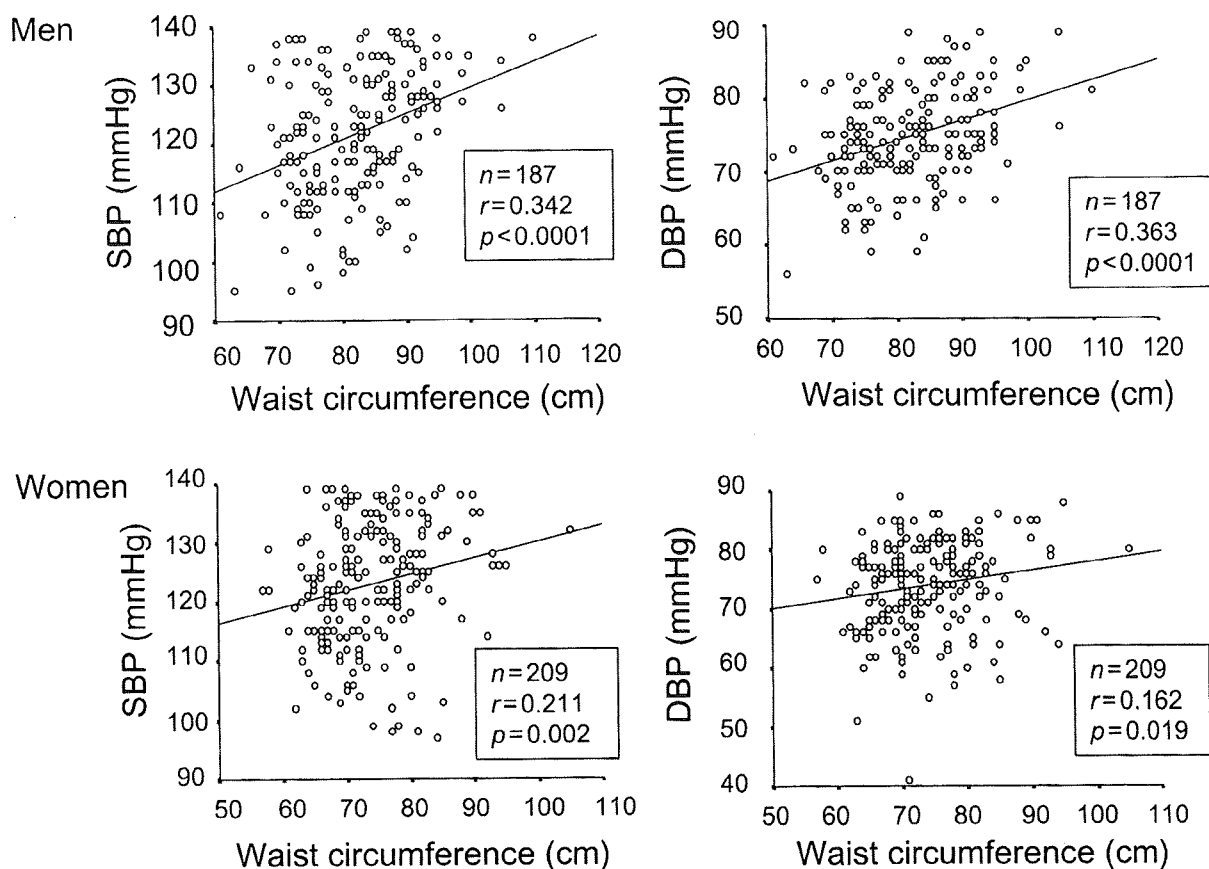 Men
SBP (mmHg)
140
130
120
110
100
90
60 70 80 90 100 110 120
Waist circumference (cm)
n=187
r=0.342
p<0.0001
DBP (mmHg)
90
80
70
60
50
60 70 80 90 100 110 120
Waist circumference (cm)
n=187
r=0.363
p<0.0001
Women
SBP (mmHg)
140
130
120
110
100
90
50 60 70 80 90 100 110
Waist circumference (cm)
n=209
r=0.211
p=0.002
DBP (mmHg)
90
80
70
60
50
40
50 60 70 80 90 100 110
Waist circumference (cm)
n=209
r=0.162
p=0.019